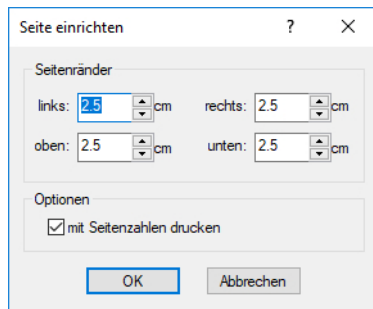 Seite einrichten ? ×
Seitenränder
links: 2.5 cm rechts: 2.5 cm
oben: 2.5 cm unten: 2.5 cm
Optionen
mit Seitenzahlen drucken
OK Abbrechen